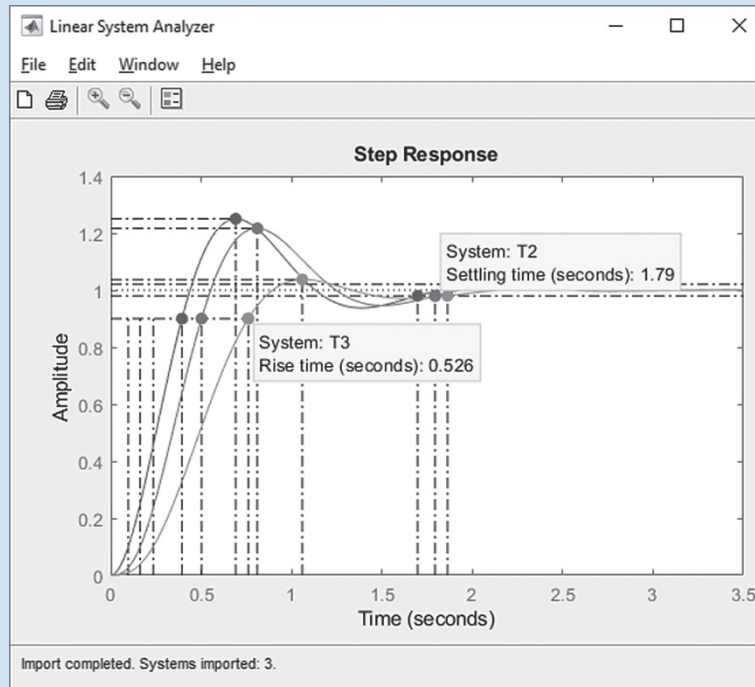 Linear System Analyzer
File Edit Window Help
Step Response
Amplitude
1.4
1.2
1
0.8
0.6
0.4
0.2
0
System: T2
Settling time (seconds): 1.79
System: T3
Rise time (seconds): 0.526
0 0.5 1 1.5 2 2.5 3 3.5
Time (seconds)
Import completed. Systems imported: 3.